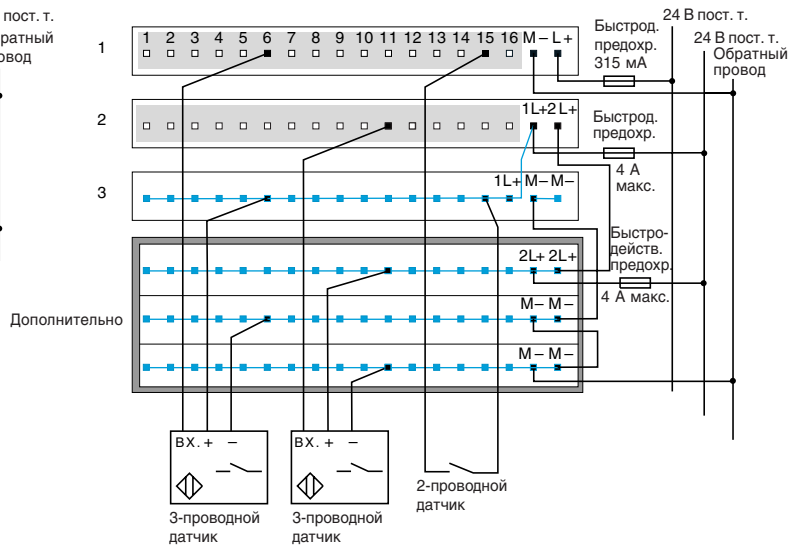 пост. т.
ратный
овод
24 В пост. т.
24 В пост. т.
Обратный
провод
Быстрод.
предохр.
315 мА
1 2 3 4 5 6 7 8 9 10 11 12 13 14 15 16 M – L +
1
1L+ 2 L+
2
Быстрод.
предохр.
4 А
макс.
1L+ M – M –
3
Быстро-
действ.
предохр.
2L+ 2L+
4 А макс.
M – M –
Дополнительно
M – M –
ВХ. + –
ВХ. + –
3-проводной
датчик
3-проводной
датчик
2-проводной
датчик